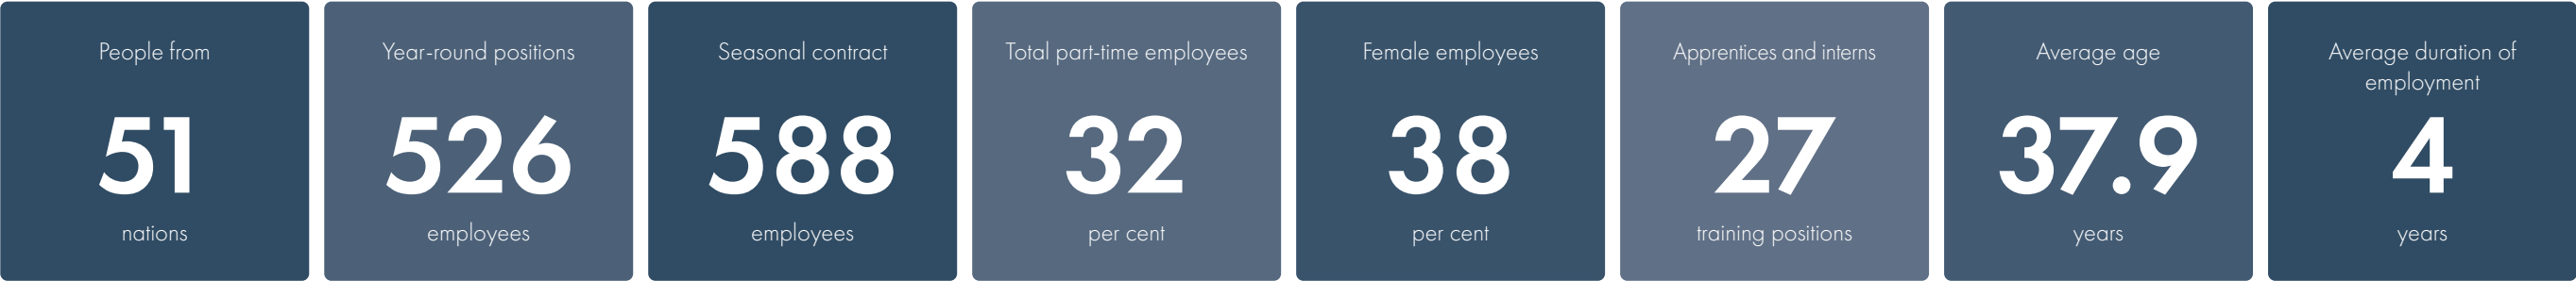 People from
51
nations
Year-round positions
526
employees
Seasonal contract
588
employees
Total part-time employees
32
per cent
Female employees
38
per cent
Apprentices and interns
27
training positions
Average age
37.9
years
Average duration of
employment
4
years